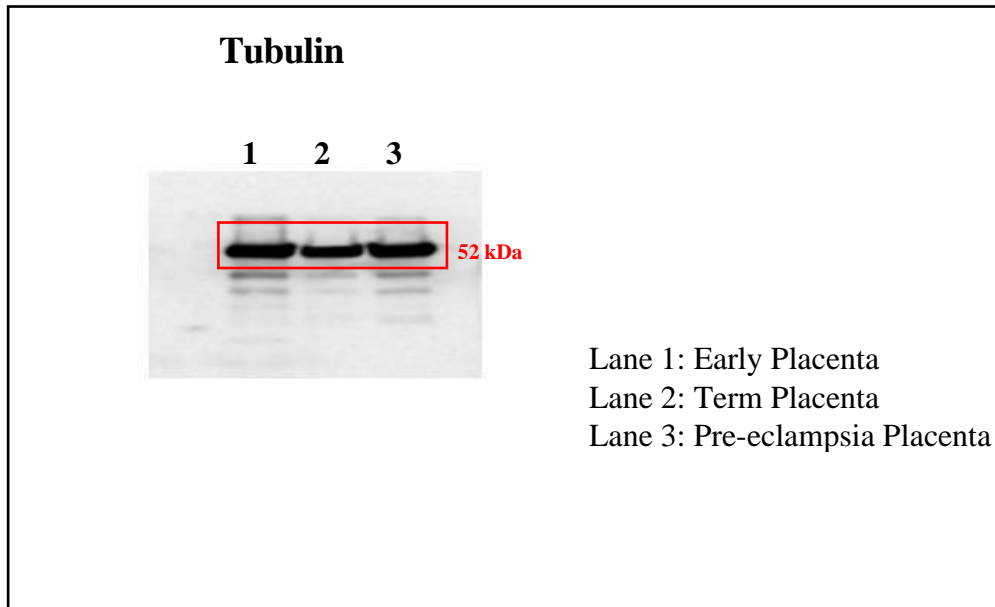 Tubulin
1 2 3
52 kDa
Lane 1: Early Placenta
Lane 2: Term Placenta
Lane 3: Pre-eclampsia Placenta